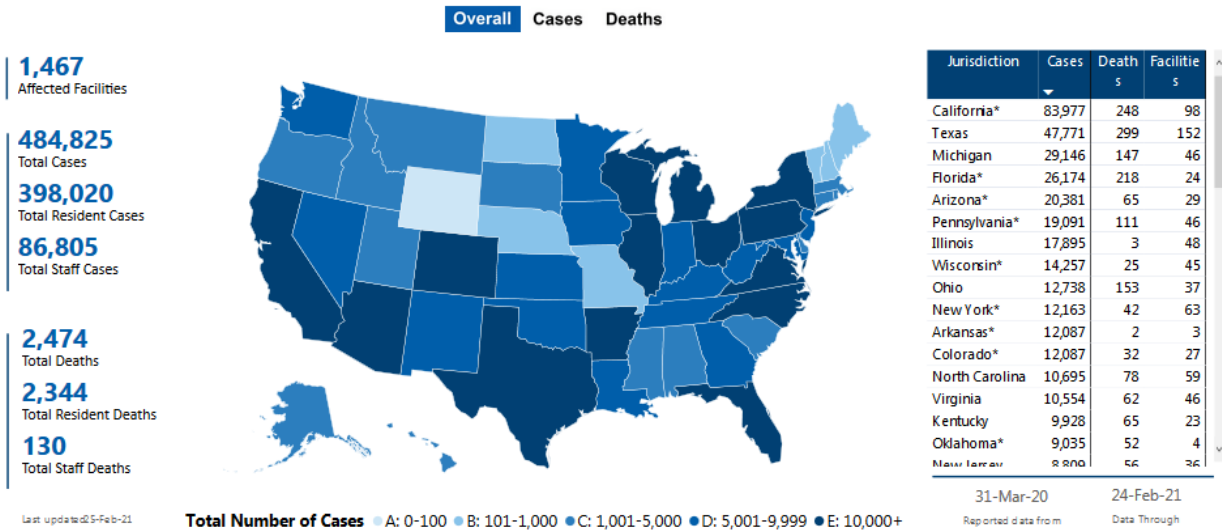 Overall Cases Deaths
1,467
Affected Facilities
484,825
Total Cases
398,020
Total Resident Cases
86,805
Total Staff Cases
2,474
Total Deaths
2,344
Total Resident Deaths
130
Total Staff Deaths
Last updated25-Feb-21
Total Number of Cases A: 0-100 B: 101-1,000 C: 1,001-5,000 D: 5,001-9,999 E: 10,000+
Jurisdiction Cases Death Facilitie
s s
California* 83,977 248 98
Texas 47,771 299 152
Michigan 29,146 147 46
Florida* 26,174 218 24
Arizona* 20,381 65 29
Pennsylvania* 19,091 111 46
Illinois 17,895 3 48
Wisconsin* 14,257 25 45
Ohio 12,738 153 37
New York* 12,163 42 63
Arkansas* 12,087 2 3
Colorado* 12,087 32 27
North Carolina 10,695 78 59
Virginia 10,554 62 46
Kentucky 9,928 65 23
Oklahoma* 9,035 52 4
New Jersey 8,809 56 36
31-Mar-20 24-Feb-21
Reported data from Data Through